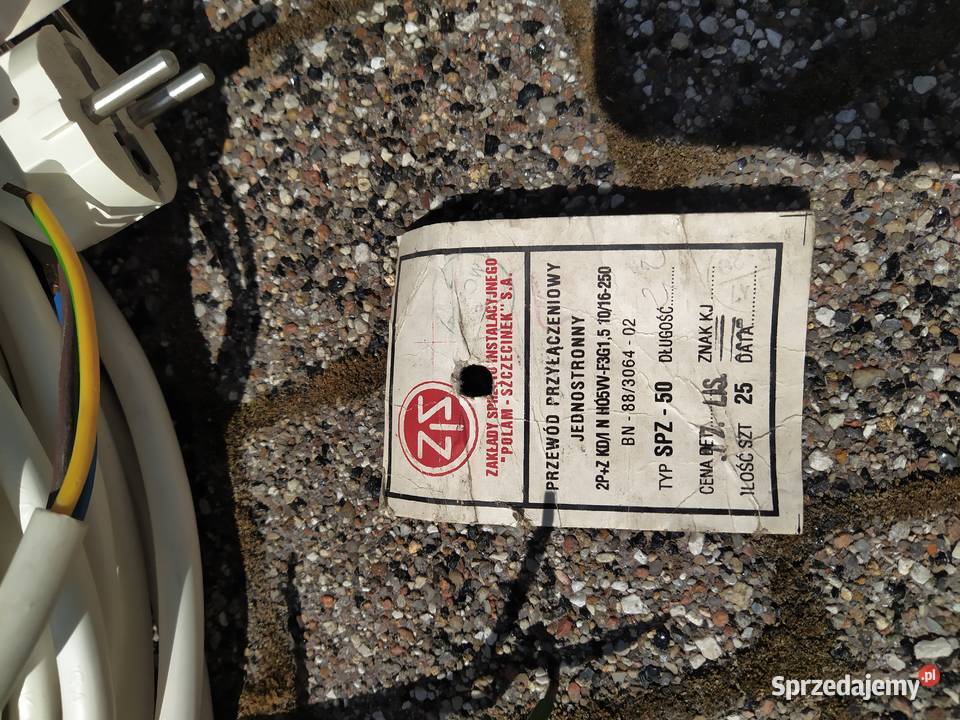 SIZ
ZAKŁADY SPRZĘTU INSTALACYJNEGO
"POLAM - SZCZECINEK" S.A.
PRZEWÓD PRZYŁĄCZENIOWY
JEDNOSTRONNY
2P+Z KD/I N H05VV-F3G1,5 10/16-250
BN - 88/3064 - 02
TYP SPZ - 50 DŁUGOŚĆ
CENA DET. ZNAK KJ
ILOŚĆ SZT 25 DATA
Sprzedajemy.pl